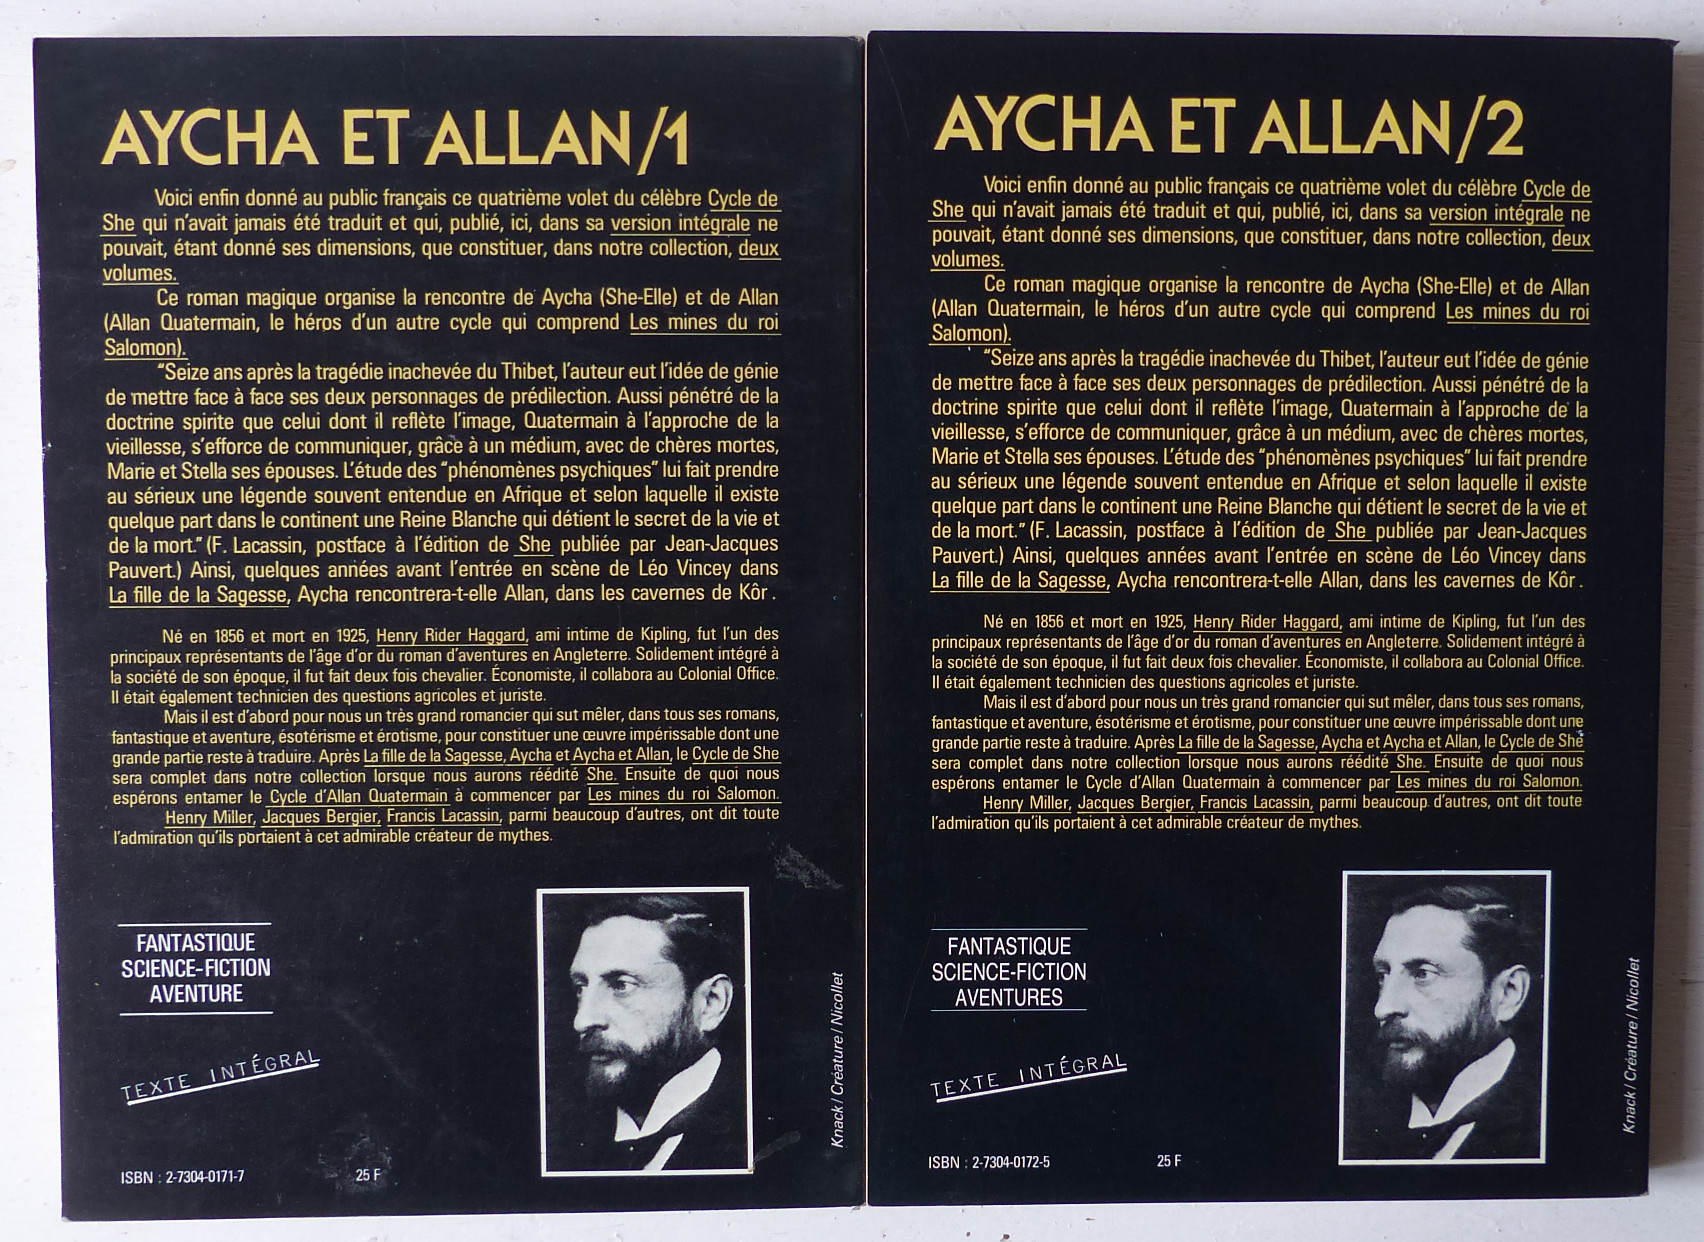 AYCHA ET ALLAN/1
Voici enfin donné au public français ce quatrième volet du célèbre Cycle de
She qui n'avait jamais été traduit et qui, publié, ici, dans sa version intégrale ne
pouvait, étant donné ses dimensions, que constituer, dans notre collection, deux
volumes.
Ce roman magique organise la rencontre de Aycha (She-Elle) et de Allan
(Allan Quatermain, le héros d'un autre cycle qui comprend Les mines du roi
Salomon).
"Seize ans après la tragédie inachevée du Thibet, l'auteur eut l'idée de génie
de mettre face à face ses deux personnages de prédilection. Aussi pénétré de la
doctrine spirite que celui dont il reflète l'image, Quatermain à l'approche de la
vieillesse, s'efforce de communiquer, grâce à un médium, avec de chères mortes,
Marie et Stella ses épouses. L'étude des "phénomènes psychiques" lui fait prendre
au sérieux une légende souvent entendue en Afrique et selon laquelle il existe
quelque part dans le continent une Reine Blanche qui détient le secret de la vie et
de la mort." (F. Lacassin, postface à l'édition de She publiée par Jean-Jacques
Pauvert.) Ainsi, quelques années avant l'entrée en scène de Léo Vincey dans
La fille de la Sagesse, Aycha rencontrera-t-elle Allan, dans les cavernes de Kôr.
Né en 1856 et mort en 1925, Henry Rider Haggard, ami intime de Kipling, fut l'un des
principaux représentants de l'âge d'or du roman d'aventures en Angleterre. Solidement intégré à
la société de son époque, il fut fait deux fois chevalier. Économiste, il collabora au Colonial Office.
Il était également technicien des questions agricoles et juriste.
Mais il est d'abord pour nous un très grand romancier qui sut mêler, dans tous ses romans,
fantastique et aventure, ésotérisme et érotisme, pour constituer une œuvre impérissable dont une
grande partie reste à traduire. Après La fille de la Sagesse, Aycha et Aycha et Allan, le Cycle de She
sera complet dans notre collection lorsque nous aurons réédité She. Ensuite de quoi nous
espérons entamer le Cycle d'Allan Quatermain à commencer par Les mines du roi Salomon.
Henry Miller, Jacques Bergier, Francis Lacassin, parmi beaucoup d'autres, ont dit toute
l'admiration qu'ils portaient à cet admirable créateur de mythes.
FANTASTIQUE
SCIENCE-FICTION
AVENTURE
TEXTE INTÉGRAL
ISBN : 2-7304-0171-7
25 F
Knack / Créature / Nicollet
AYCHA ET ALLAN/2
Voici enfin donné au public français ce quatrième volet du célèbre Cycle de
She qui n'avait jamais été traduit et qui, publié, ici, dans sa version intégrale ne
pouvait, étant donné ses dimensions, que constituer, dans notre collection, deux
volumes.
Ce roman magique organise la rencontre de Aycha (She-Elle) et de Allan
(Allan Quatermain, le héros d'un autre cycle qui comprend Les mines du roi
Salomon).
"Seize ans après la tragédie inachevée du Thibet, l'auteur eut l'idée de génie
de mettre face à face ses deux personnages de prédilection. Aussi pénétré de la
doctrine spirite que celui dont il reflète l'image, Quatermain à l'approche de la
vieillesse, s'efforce de communiquer, grâce à un médium, avec de chères mortes,
Marie et Stella ses épouses. L'étude des "phénomènes psychiques" lui fait prendre
au sérieux une légende souvent entendue en Afrique et selon laquelle il existe
quelque part dans le continent une Reine Blanche qui détient le secret de la vie et
de la mort." (F. Lacassin, postface à l'édition de She publiée par Jean-Jacques
Pauvert.) Ainsi, quelques années avant l'entrée en scène de Léo Vincey dans
La fille de la Sagesse, Aycha rencontrera-t-elle Allan, dans les cavernes de Kôr.
Né en 1856 et mort en 1925, Henry Rider Haggard, ami intime de Kipling, fut l'un des
principaux représentants de l'âge d'or du roman d'aventures en Angleterre. Solidement intégré à
la société de son époque, il fut fait deux fois chevalier. Économiste, il collabora au Colonial Office.
Il était également technicien des questions agricoles et juriste.
Mais il est d'abord pour nous un très grand romancier qui sut mêler, dans tous ses romans,
fantastique et aventure, ésotérisme et érotisme, pour constituer une œuvre impérissable dont une
grande partie reste à traduire. Après La fille de la Sagesse, Aycha et Aycha et Allan, le Cycle de She
sera complet dans notre collection lorsque nous aurons réédité She. Ensuite de quoi nous
espérons entamer le Cycle d'Allan Quatermain à commencer par Les mines du roi Salomon.
Henry Miller, Jacques Bergier, Francis Lacassin, parmi beaucoup d'autres, ont dit toute
l'admiration qu'ils portaient à cet admirable créateur de mythes.
FANTASTIQUE
SCIENCE-FICTION
AVENTURES
TEXTE INTÉGRAL
ISBN : 2-7304-0172-5
25 F
Knack / Créature / Nicollet